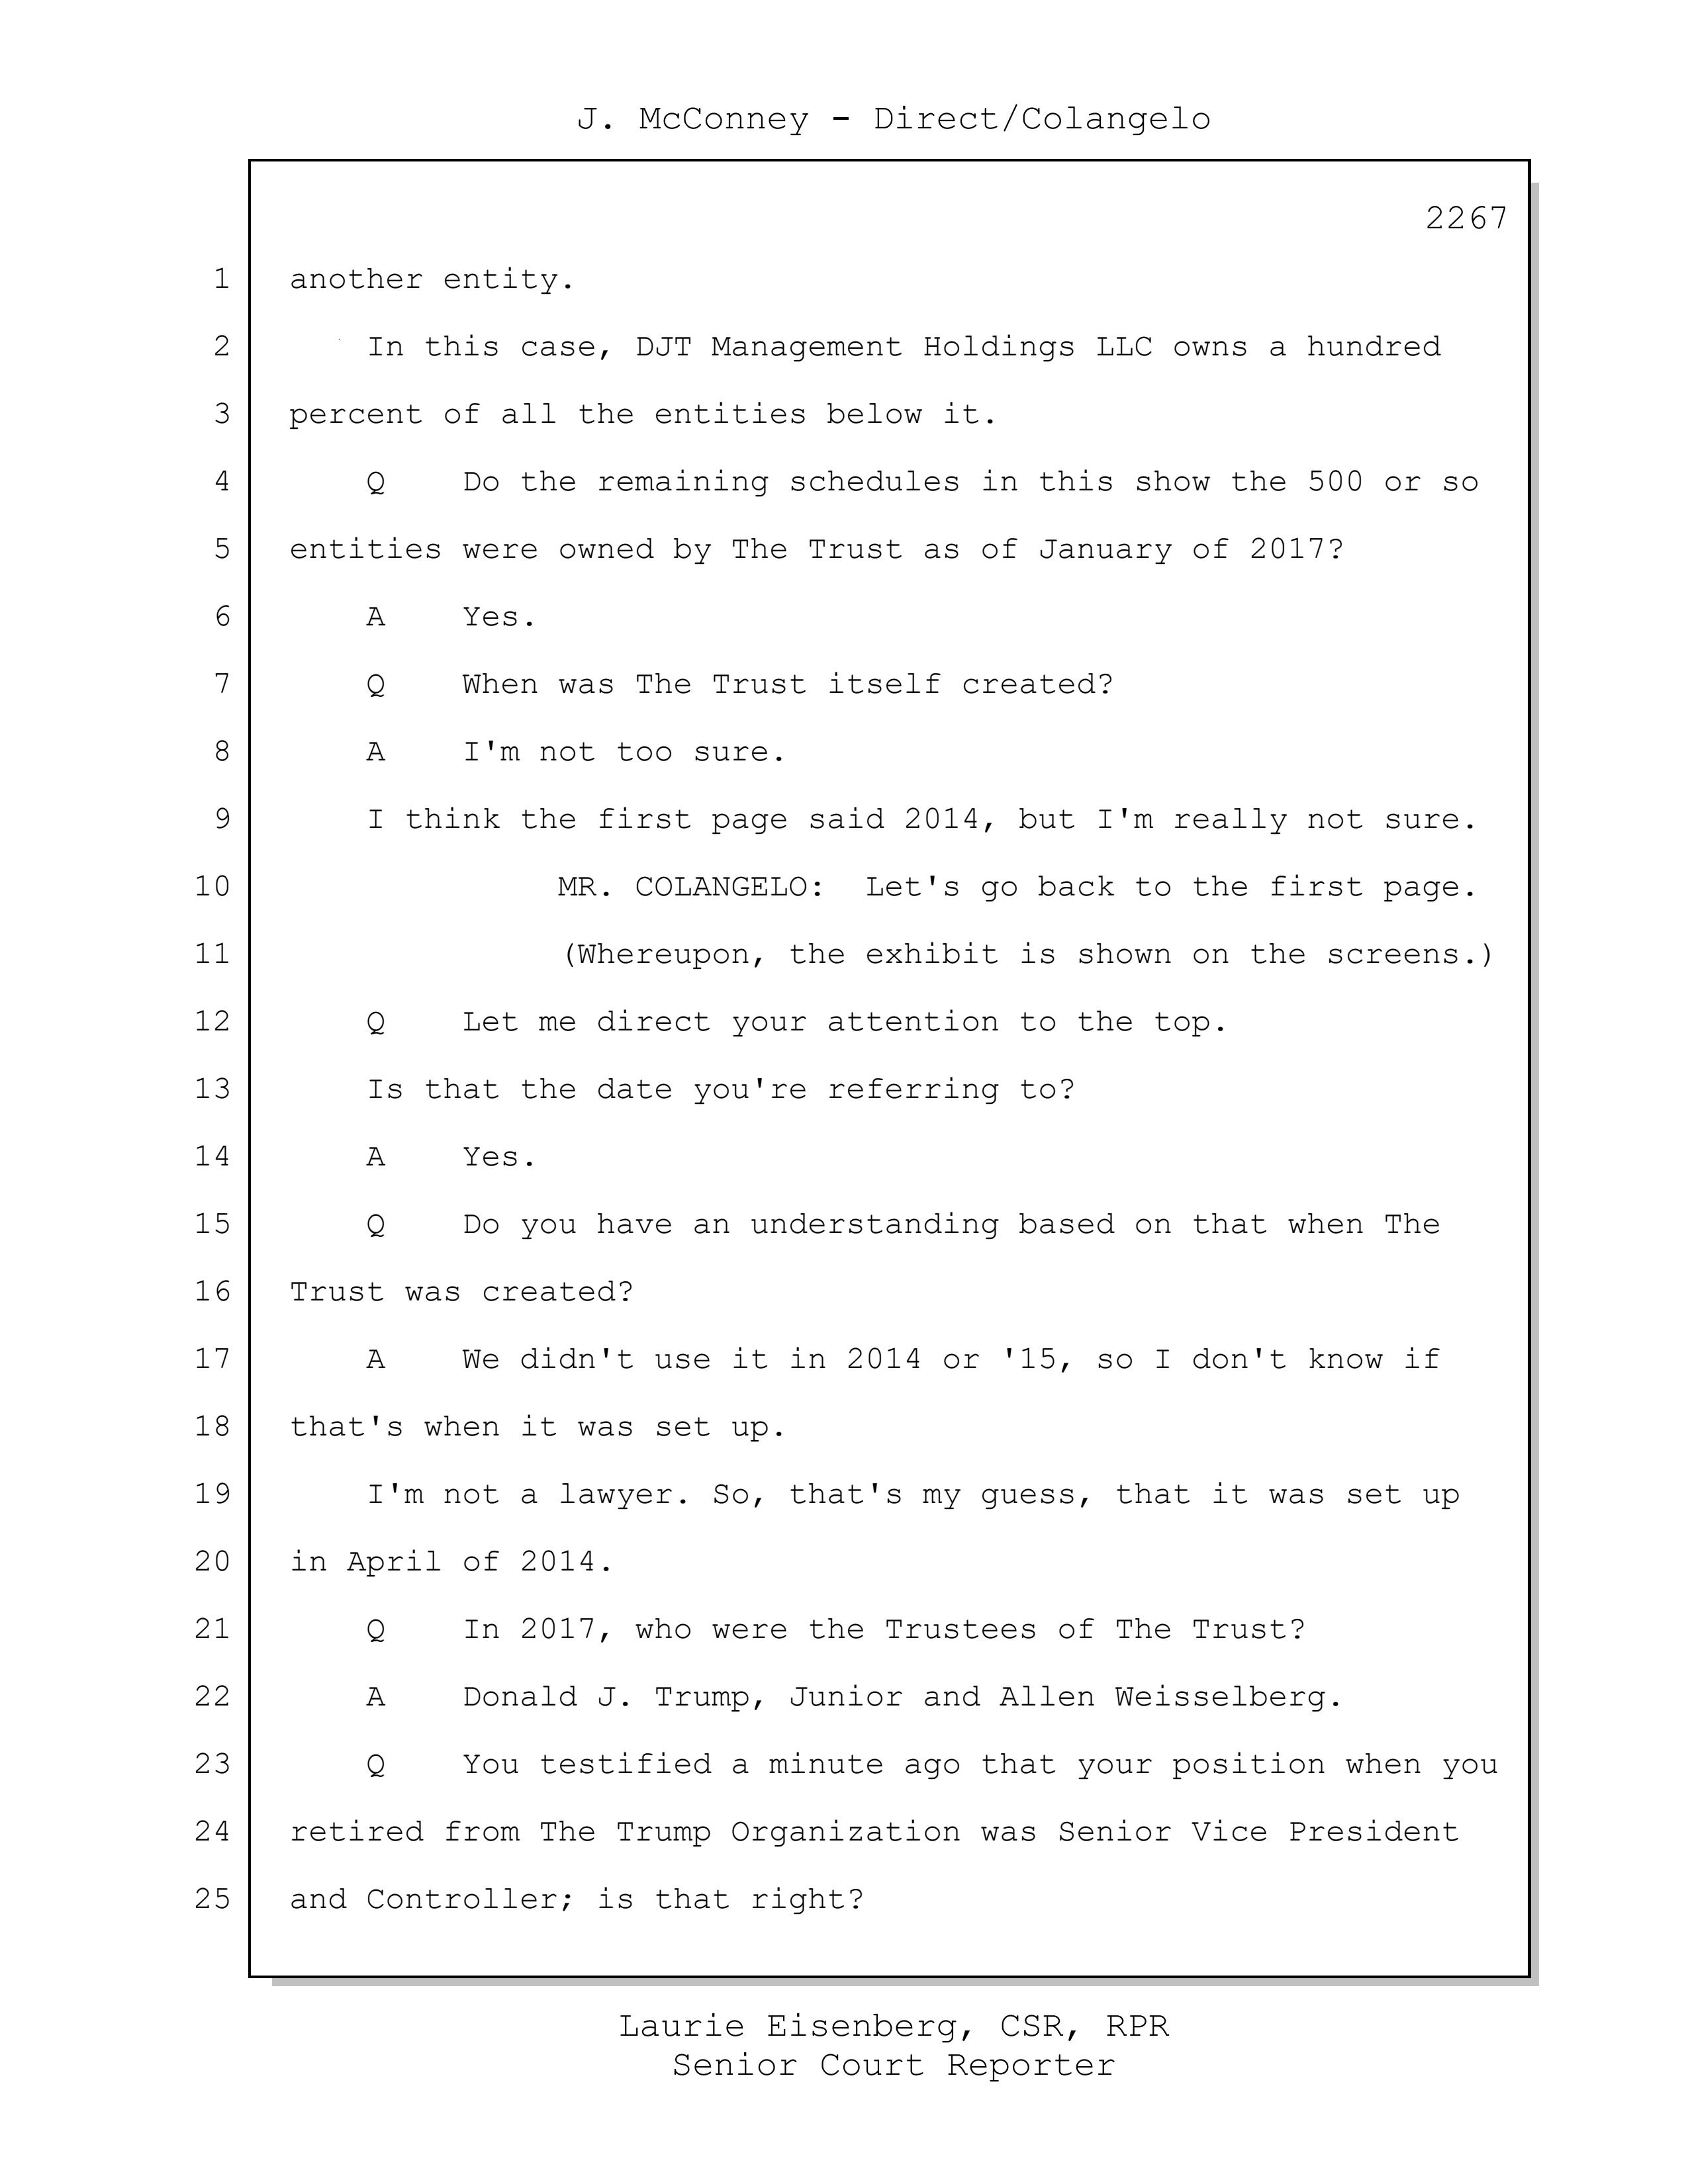 J. McConney - Direct/Colangelo
2267
1 another entity.
2 In this case, DJT Management Holdings LLC owns a hundred
3 percent of all the entities below it.
4 Q Do the remaining schedules in this show the 500 or so
5 entities were owned by The Trust as of January of 2017?
6 A Yes.
7 Q When was The Trust itself created?
8 A I'm not too sure.
9 I think the first page said 2014, but I'm really not sure.
10 MR. COLANGELO: Let's go back to the first page.
11 (Whereupon, the exhibit is shown on the screens.)
12 Q Let me direct your attention to the top.
13 Is that the date you're referring to?
14 A Yes.
15 Q Do you have an understanding based on that when The
16 Trust was created?
17 A We didn't use it in 2014 or '15, so I don't know if
18 that's when it was set up.
19 I'm not a lawyer. So, that's my guess, that it was set up
20 in April of 2014.
21 Q In 2017, who were the Trustees of The Trust?
22 A Donald J. Trump, Junior and Allen Weisselberg.
23 Q You testified a minute ago that your position when you
24 retired from The Trump Organization was Senior Vice President
25 and Controller; is that right?
Laurie Eisenberg, CSR, RPR
Senior Court Reporter